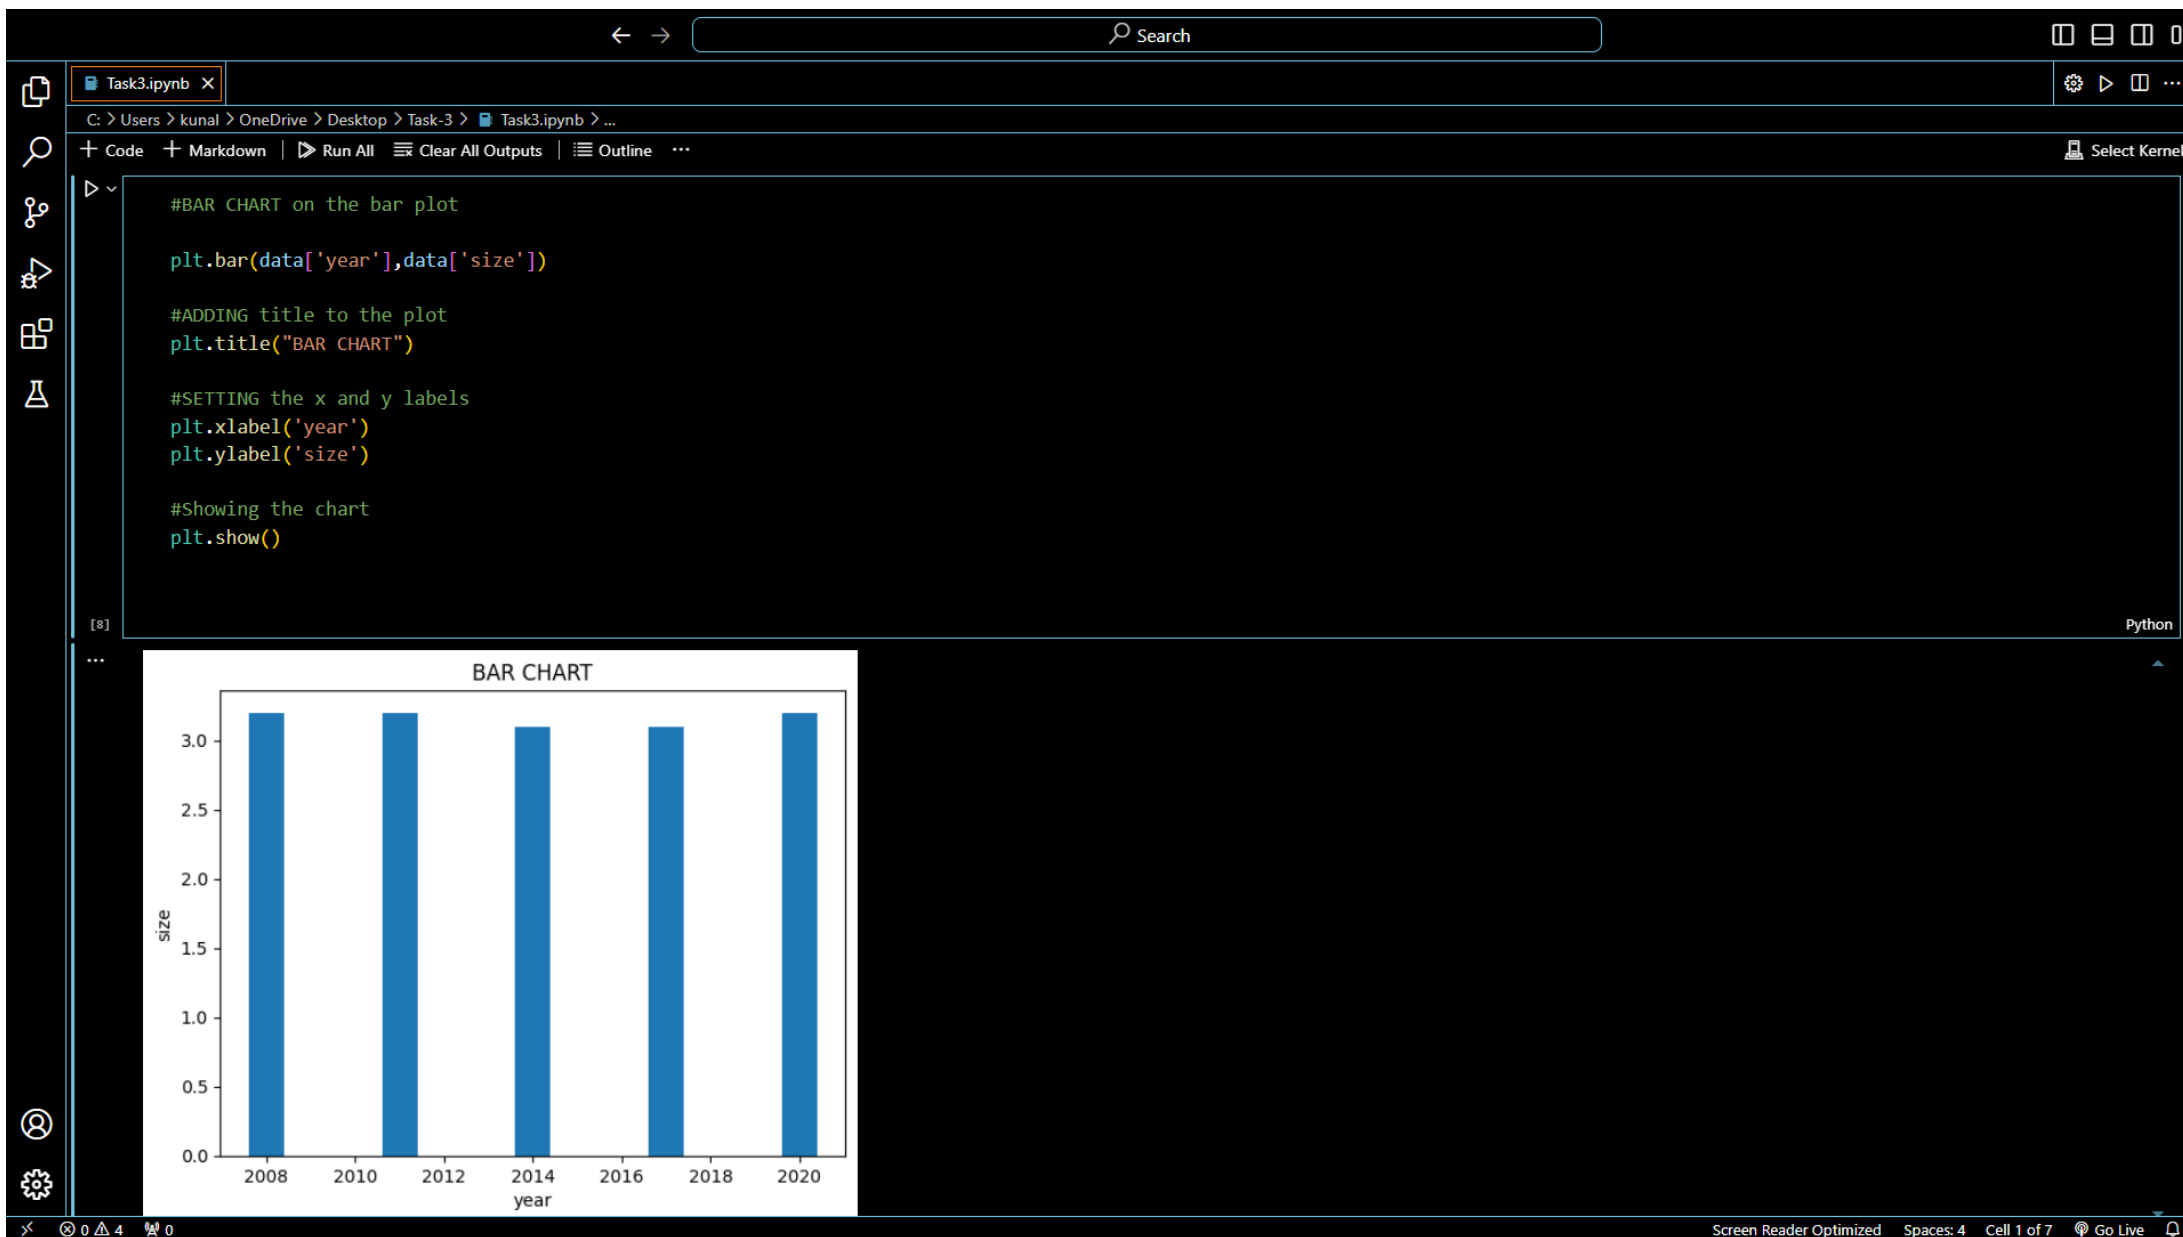 Search
Task3.ipynb
C: > Users > kunal > OneDrive > Desktop > Task-3 > Task3.ipynb > ...
+ Code + Markdown | Run All Clear All Outputs | Outline ...
Select Kernel
#BAR CHART on the bar plot
plt.bar(data['year'],data['size'])
#ADDING title to the plot
plt.title("BAR CHART")
#SETTING the x and y labels
plt.xlabel('year')
plt.ylabel('size')
#Showing the chart
plt.show()
[8]
Python
...
BAR CHART
3.0
2.5
2.0
size
1.5
1.0
0.5
0.0
2008 2010 2012 2014 2016 2018 2020
year
0 4 0
Screen Reader Optimized Spaces: 4 Cell 1 of 7 Go Live